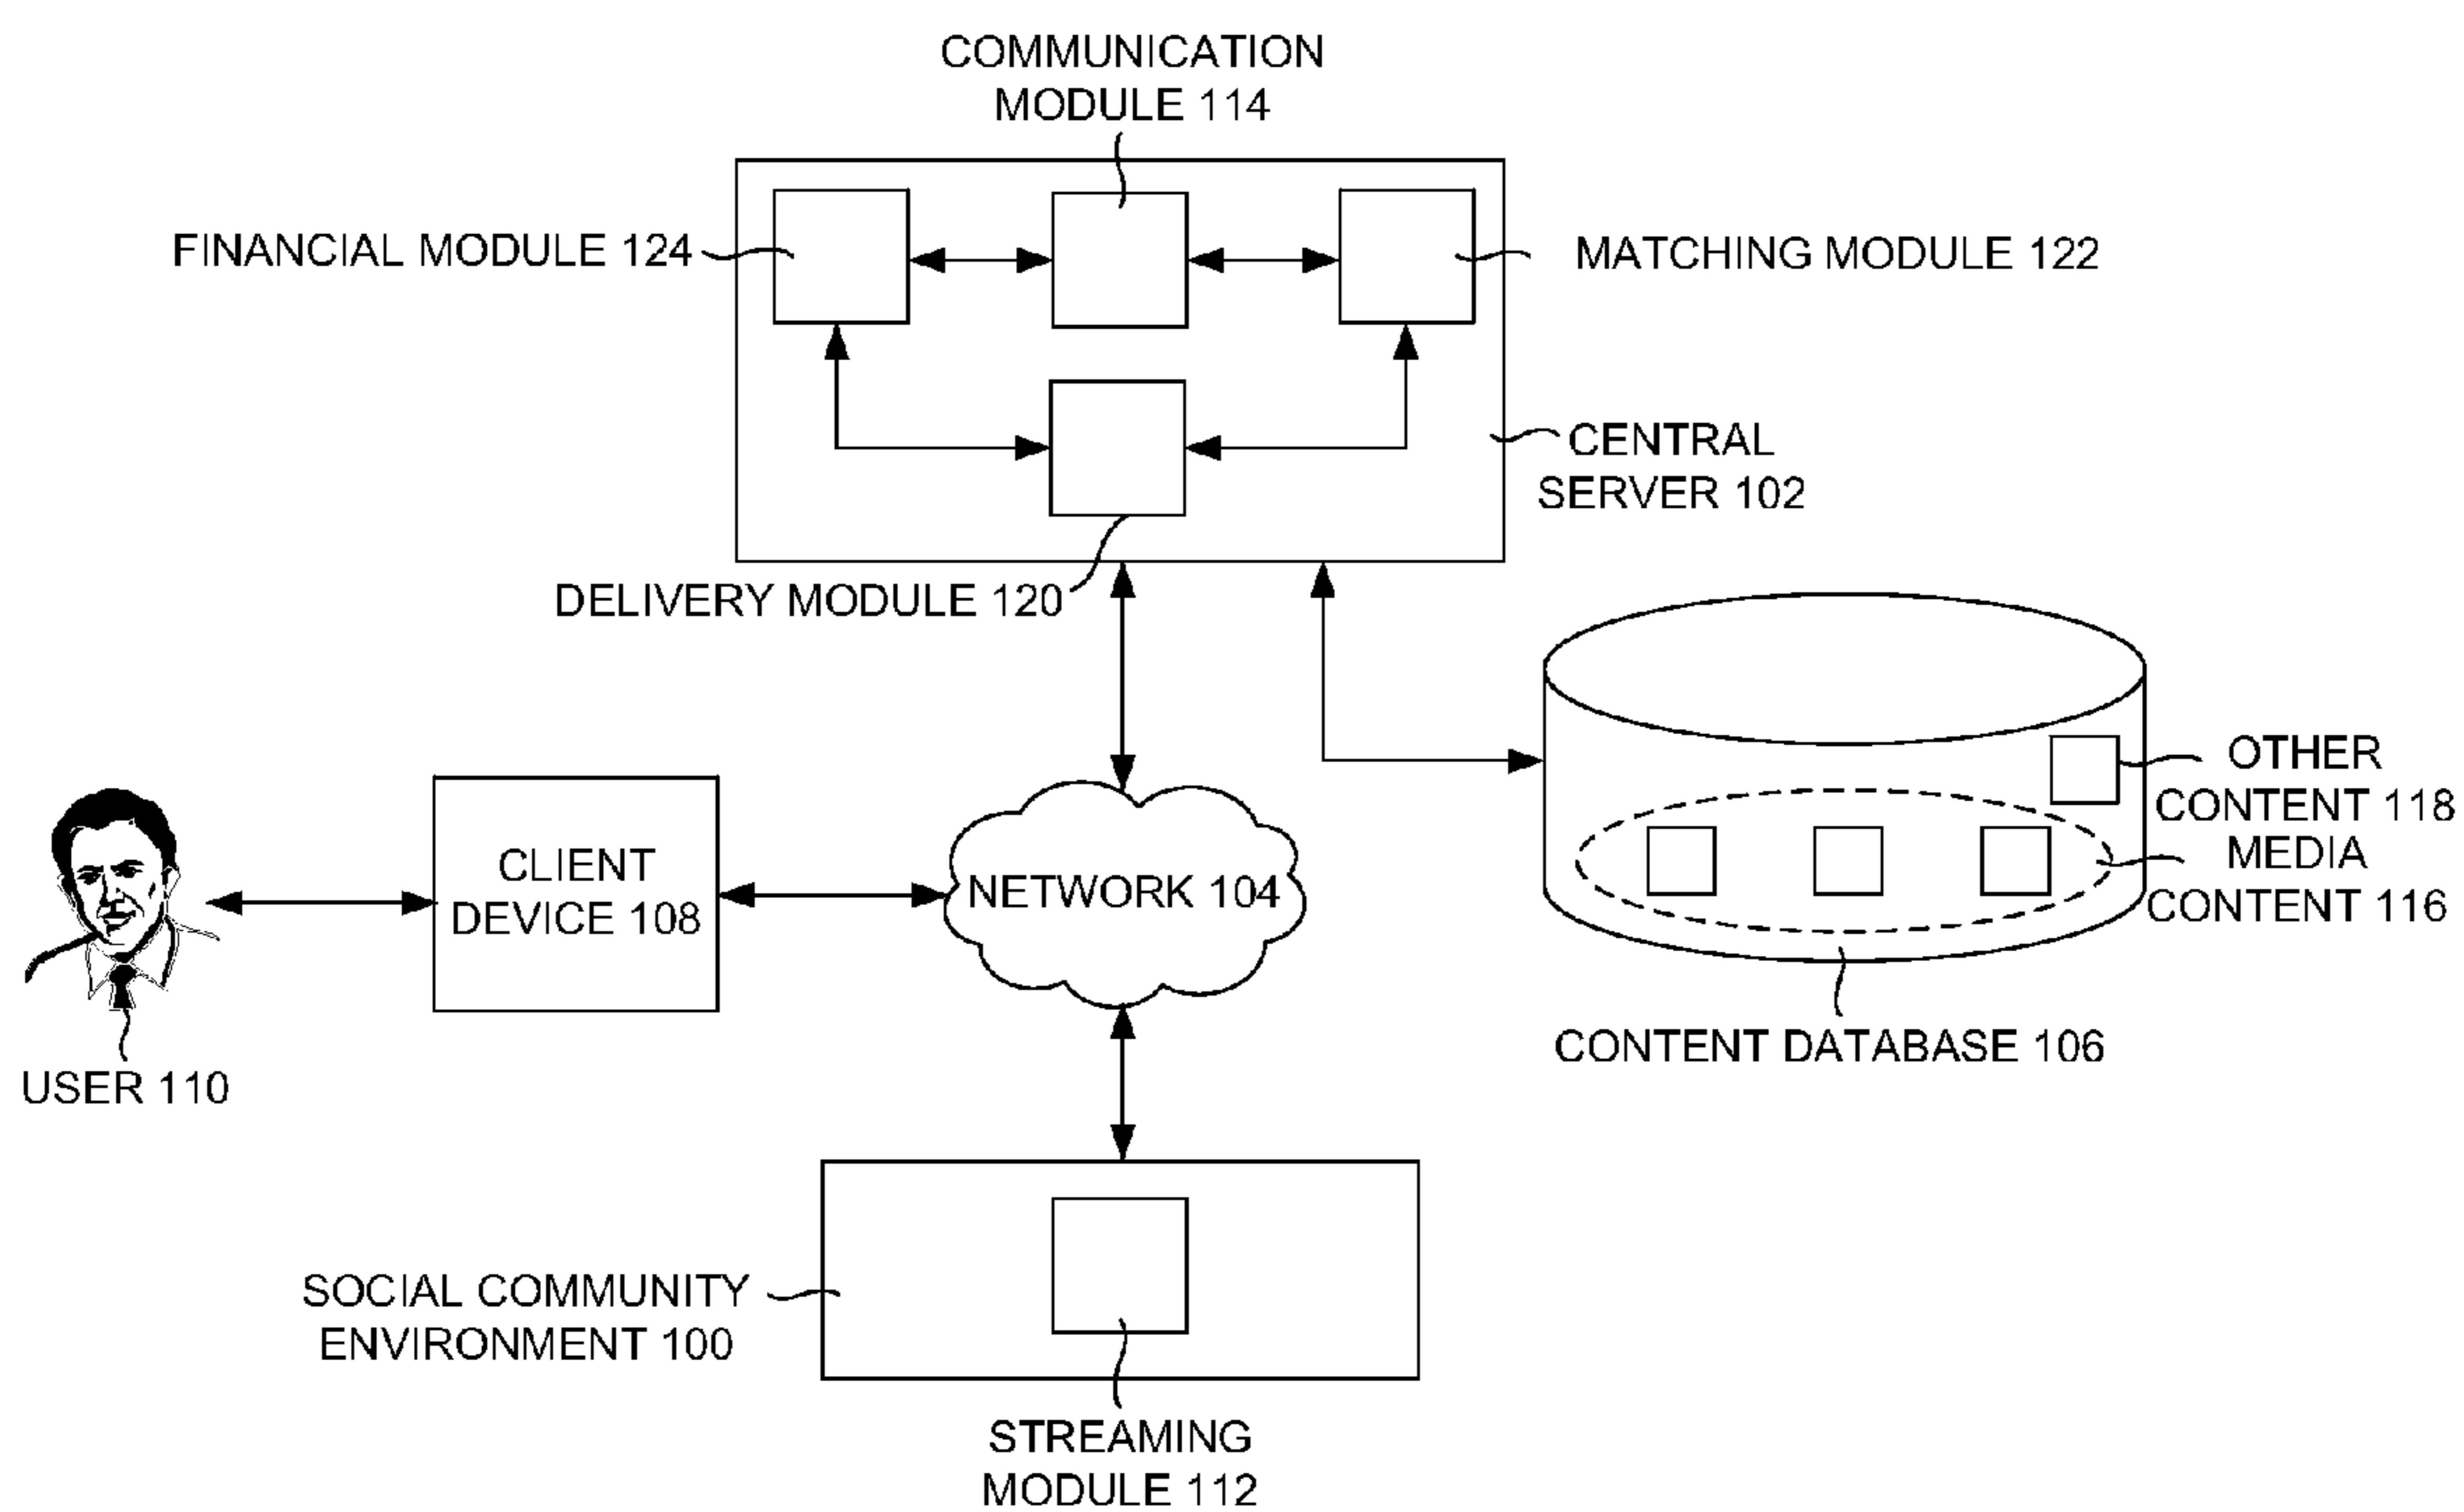 COMMUNICATION
MODULE 114
FINANCIAL MODULE 124
MATCHING MODULE 122
CENTRAL
SERVER 102
DELIVERY MODULE 120
OTHER
CONTENT 118
MEDIA
CONTENT 116
CLIENT
DEVICE 108
NETWORK 104
CONTENT DATABASE 106
USER 110
SOCIAL COMMUNITY
ENVIRONMENT 100
STREAMING
MODULE 112